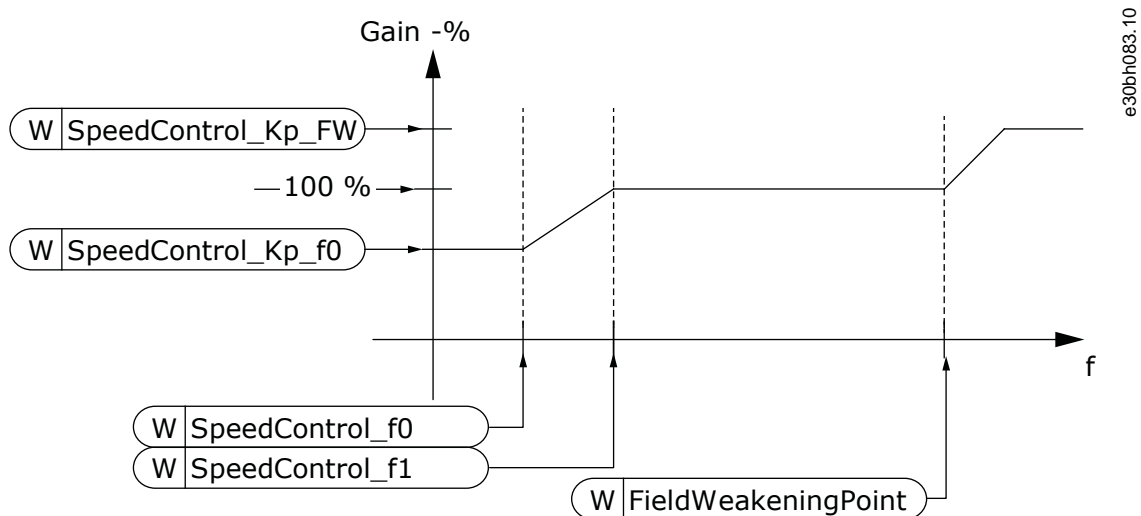 Gain -%
e30bh083.10
W SpeedControl_Kp_FW
100 %
W SpeedControl_Kp_f0
f
W SpeedControl_f0
W SpeedControl_f1
W FieldWeakeningPoint